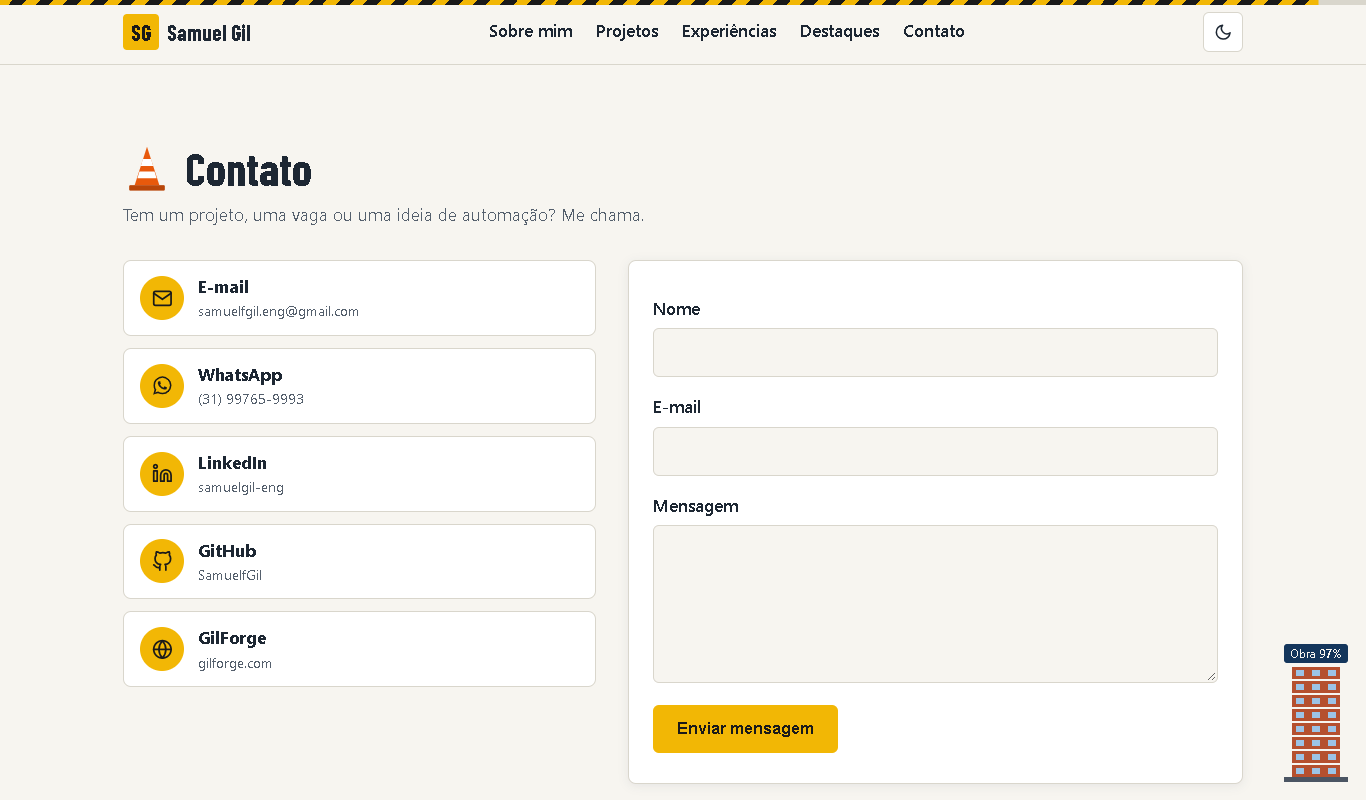 SG Samuel Gil
Sobre mim Projetos Experiências Destaques Contato
Contato
Tem um projeto, uma vaga ou uma ideia de automação? Me chama.
E-mail
samuelfgil.eng@gmail.com
WhatsApp
(31) 99765-9993
LinkedIn
samuelgil-eng
GitHub
SamuelfGil
GilForge
gilforge.com
Nome
E-mail
Mensagem
Enviar mensagem
Obra 97%